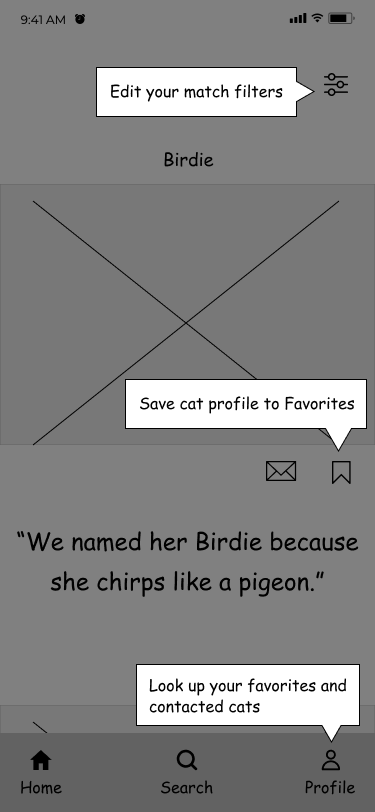 9:41 AM
Edit your match filters
Birdie
Save cat profile to Favorites
“We named her Birdie because
she chirps like a pigeon.”
Look up your favorites and
contacted cats
Home
Search
Profile